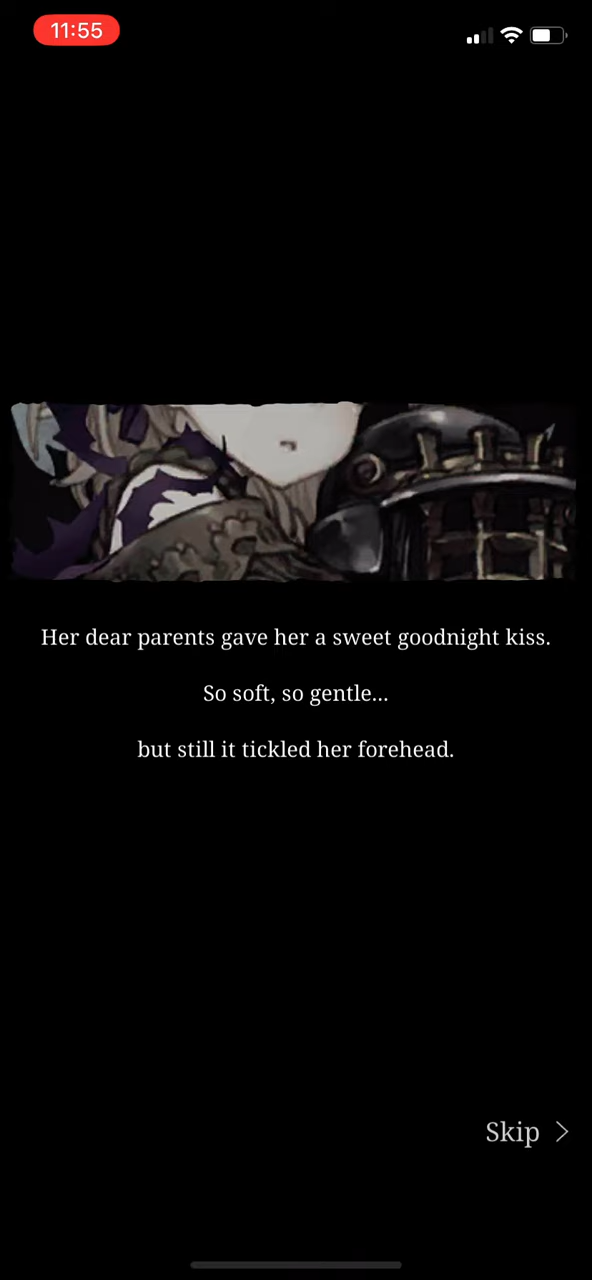 11:55
Her dear parents gave her a sweet goodnight kiss.
So soft, so gentle...
but still it tickled her forehead.
Skip